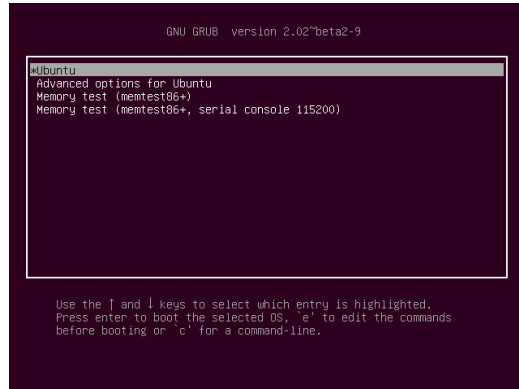 GNU GRUB  version 2.02~beta2-9
*Ubuntu
Advanced options for Ubuntu
Memory test (memtest86+)
Memory test (memtest86+, serial console 115200)
Use the ↑ and ↓ keys to select which entry is highlighted.
Press enter to boot the selected OS, `e' to edit the commands
before booting or `c' for a command-line.